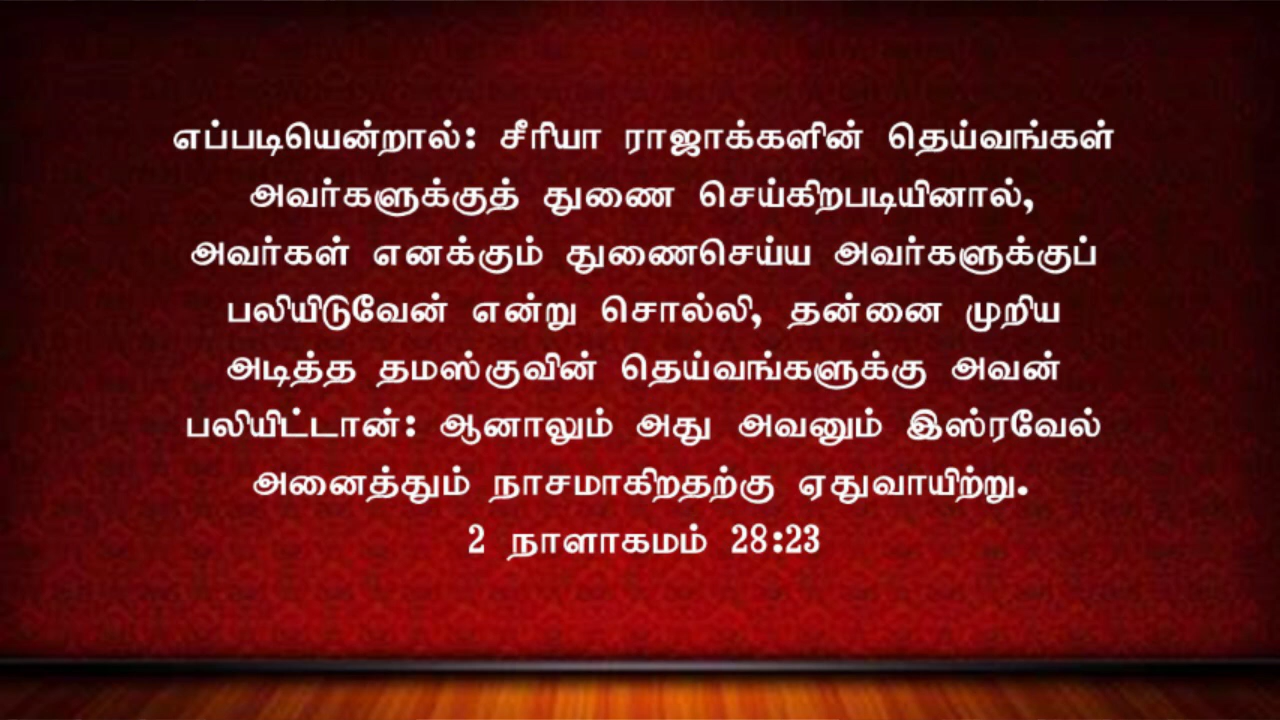 எப்படியென்றால்: சீரியா ராஜாக்களின் தெய்வங்கள்
அவர்களுக்குத் துணை செய்கிறபடியினால்,
அவர்கள் எனக்கும் துணைசெய்ய அவர்களுக்குப்
பலியிடுவேன் என்று சொல்லி, தன்னை முறிய
அடித்த தமஸ்குவின் தெய்வங்களுக்கு அவன்
பலியிட்டான்: ஆனாலும் அது அவனும் இஸ்ரவேல்
அனைத்தும் நாசமாகிறதற்கு ஏதுவாயிற்று.
2 நாளாகமம் 28:23